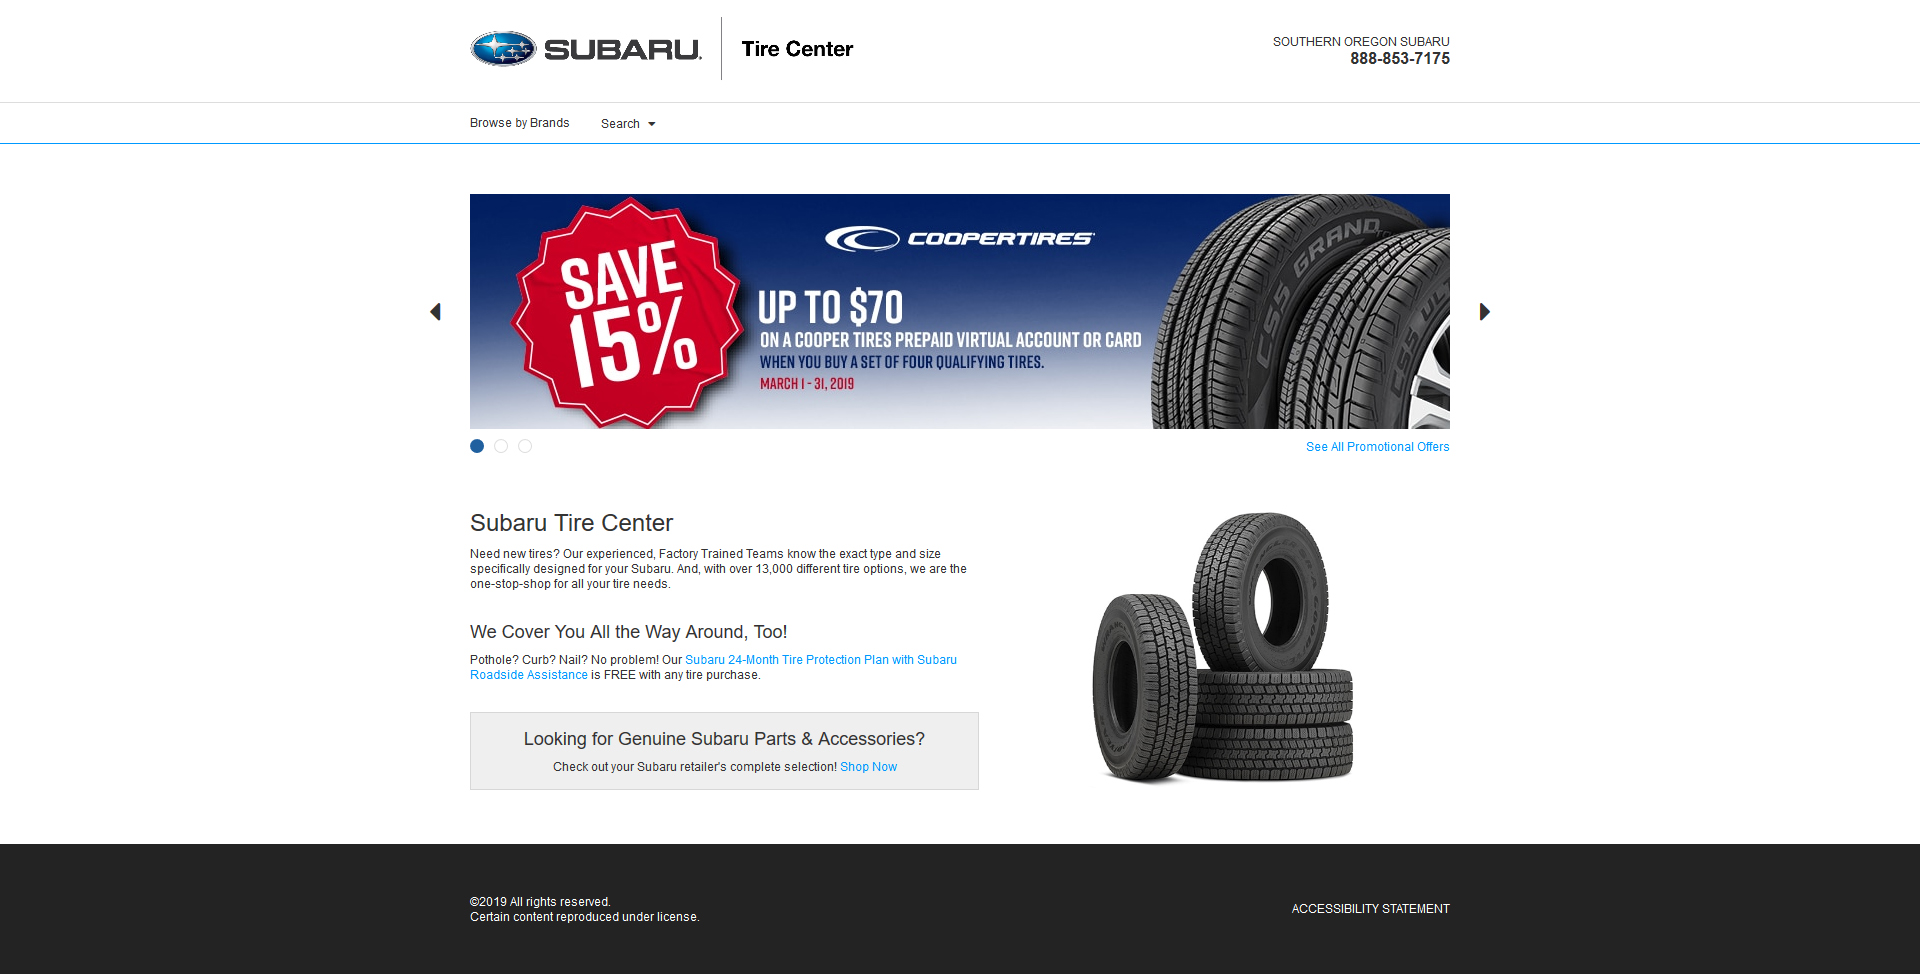 SUBARU.
Tire Center
SOUTHERN OREGON SUBARU
888-853-7175
Browse by Brands
Search
SAVE
15%
COOPERTIRES
UP TO $70
ON A COOPER TIRES PREPAID VIRTUAL ACCOUNT OR CARD
WHEN YOU BUY A SET OF FOUR QUALIFYING TIRES.
MARCH 1 - 31, 2019
CS5 GRAND
CS5 UL
See All Promotional Offers
Subaru Tire Center
Need new tires? Our experienced, Factory Trained Teams know the exact type and size
specifically designed for your Subaru. And, with over 13,000 different tire options, we are the
one-stop-shop for all your tire needs.
We Cover You All the Way Around, Too!
Pothole? Curb? Nail? No problem! Our Subaru 24-Month Tire Protection Plan with Subaru
Roadside Assistance is FREE with any tire purchase.
Looking for Genuine Subaru Parts & Accessories?
Check out your Subaru retailer's complete selection! Shop Now
©2019 All rights reserved.
Certain content reproduced under license.
ACCESSIBILITY STATEMENT